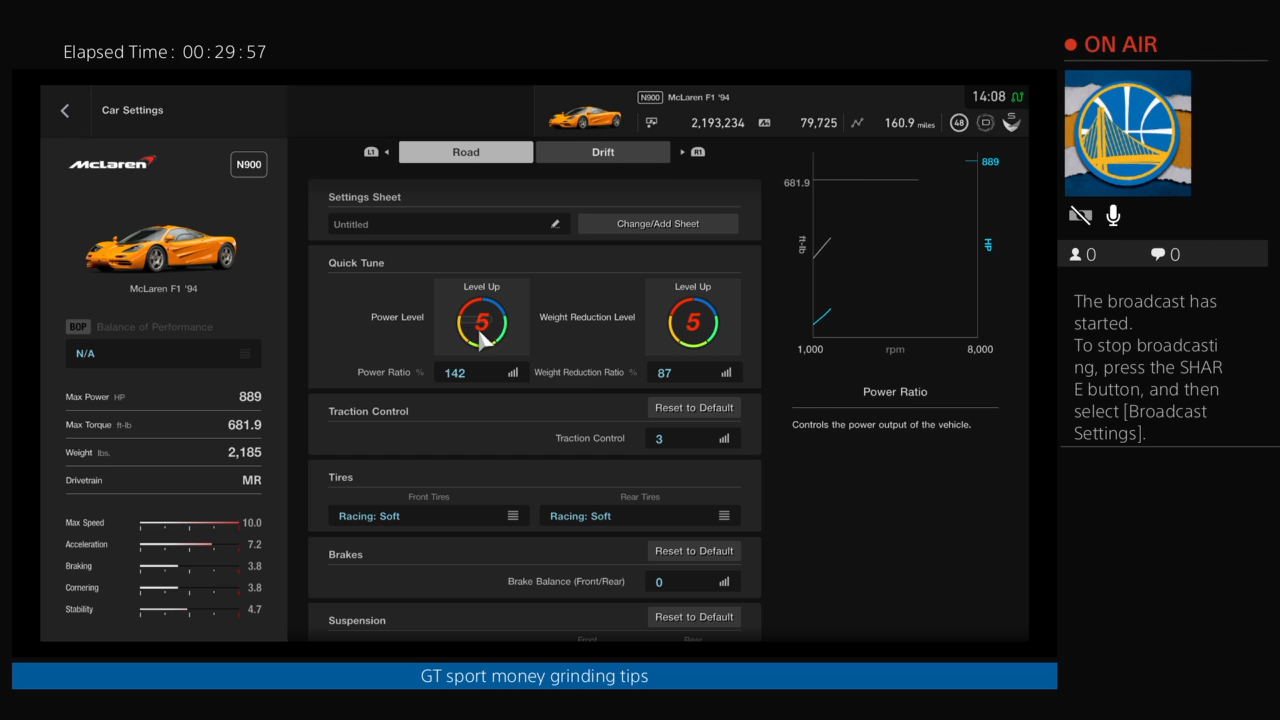 Elapsed Time: 00:29:57
ON AIR
Car Settings
N900 McLaren F1 '94
14:08
2,193,234
79,725
160.9 miles
48
S
McLaren
N900
McLaren F1 '94
BOP Balance of Performance
N/A
Max Power HP 889
Max Torque ft-lb 681.9
Weight lbs. 2,185
Drivetrain MR
Max Speed 10.0
Acceleration 7.2
Braking 3.8
Cornering 3.8
Stability 4.7
L1 Road Drift R1
Settings Sheet
Untitled Change/Add Sheet
Quick Tune
Level Up Level Up
Power Level 5 Weight Reduction Level 5
Power Ratio % 142 Weight Reduction Ratio % 87
Traction Control Reset to Default
Traction Control 3
Tires
Front Tires Rear Tires
Racing: Soft Racing: Soft
Brakes Reset to Default
Brake Balance (Front/Rear) 0
Suspension Reset to Default
Front Rear
889
681.9
ft-lb
HP
1,000 rpm 8,000
Power Ratio
Controls the power output of the vehicle.
0 0
The broadcast has
started.
To stop broadcasti
ng, press the SHAR
E button, and then
select [Broadcast
Settings].
GT sport money grinding tips